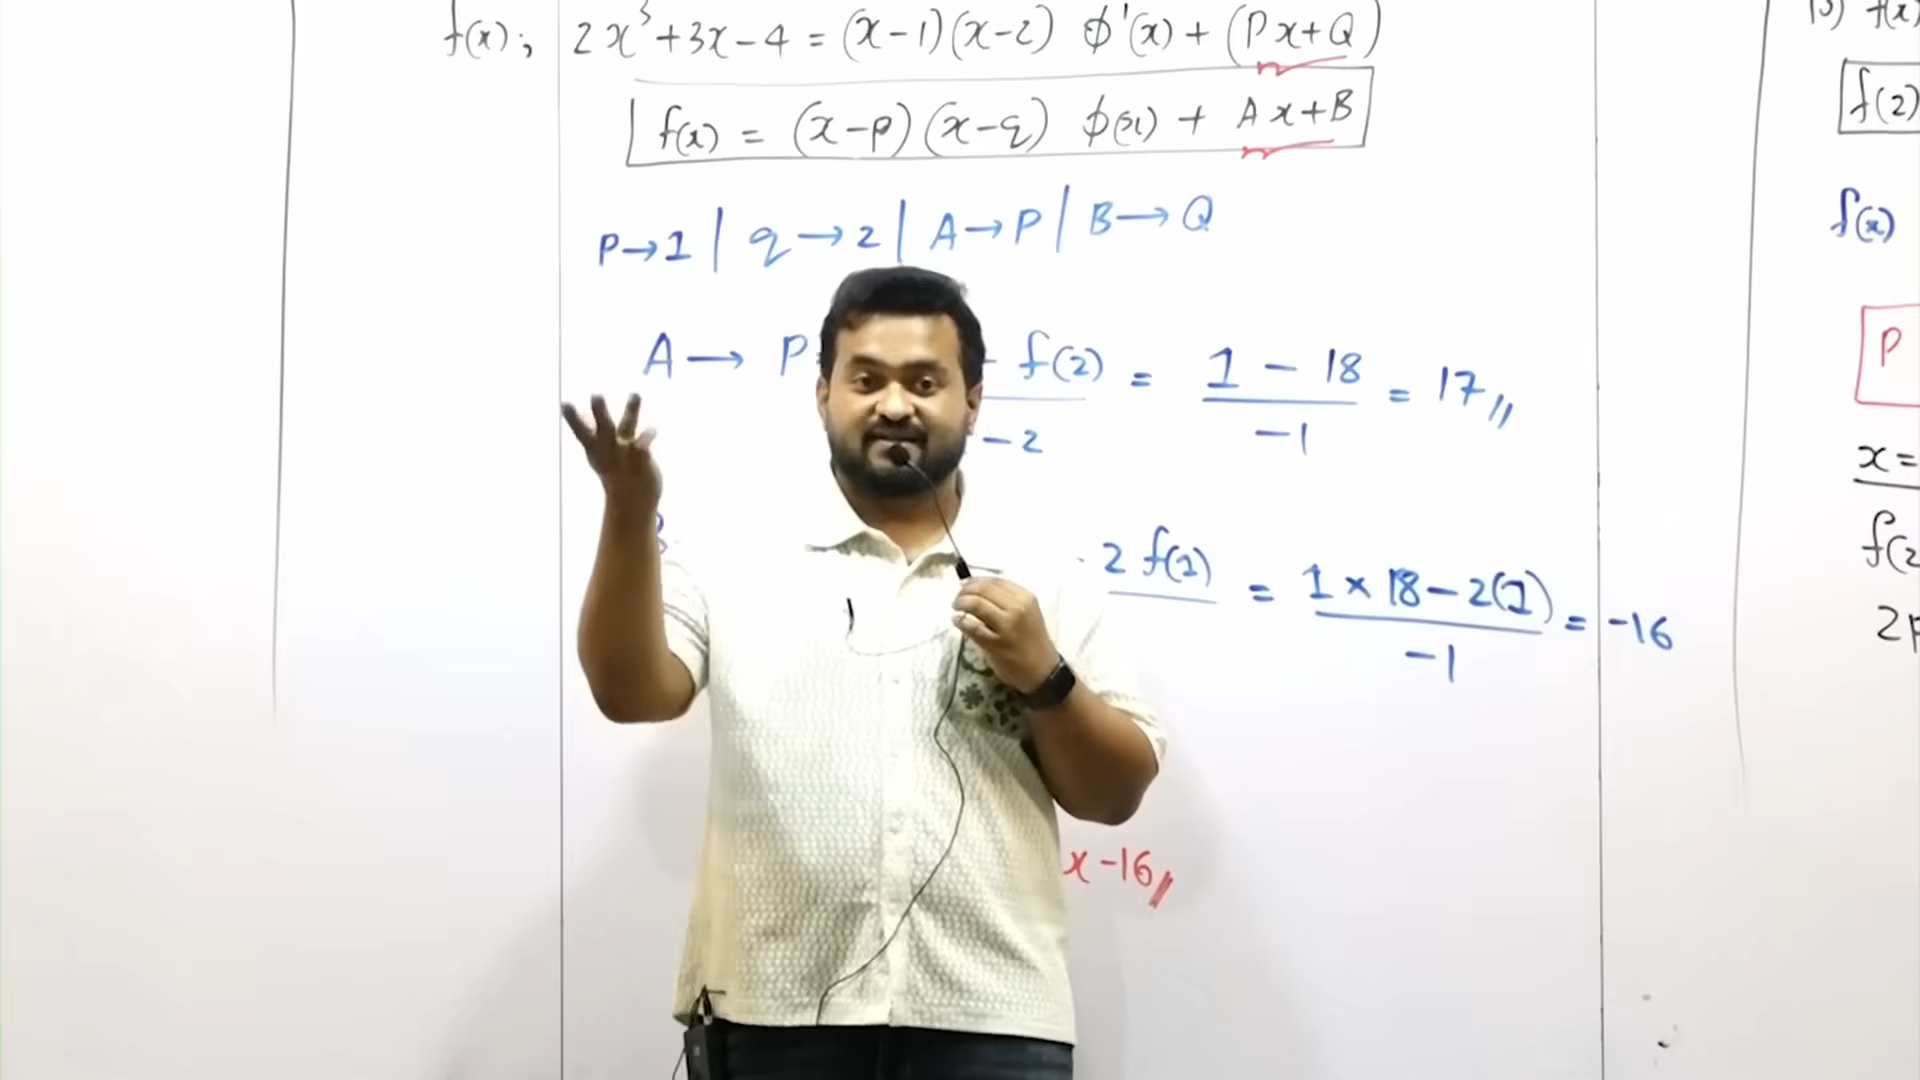 f(x); 2x³+3x-4 = (x-1)(x-2) ϕ'(x) + (Px+Q)
f(x) = (x-p)(x-q) ϕ(x) + Ax+B
P→1 | q→2 | A→P | B→Q
A → P - f(2) = 1 - 18 = 17,,
-2 -1
2 f(1) = 1 × 18 - 2(1) = -16
-1
x -16,,
f(x)
f(2)
f(x)
P
x =
f(2
2p